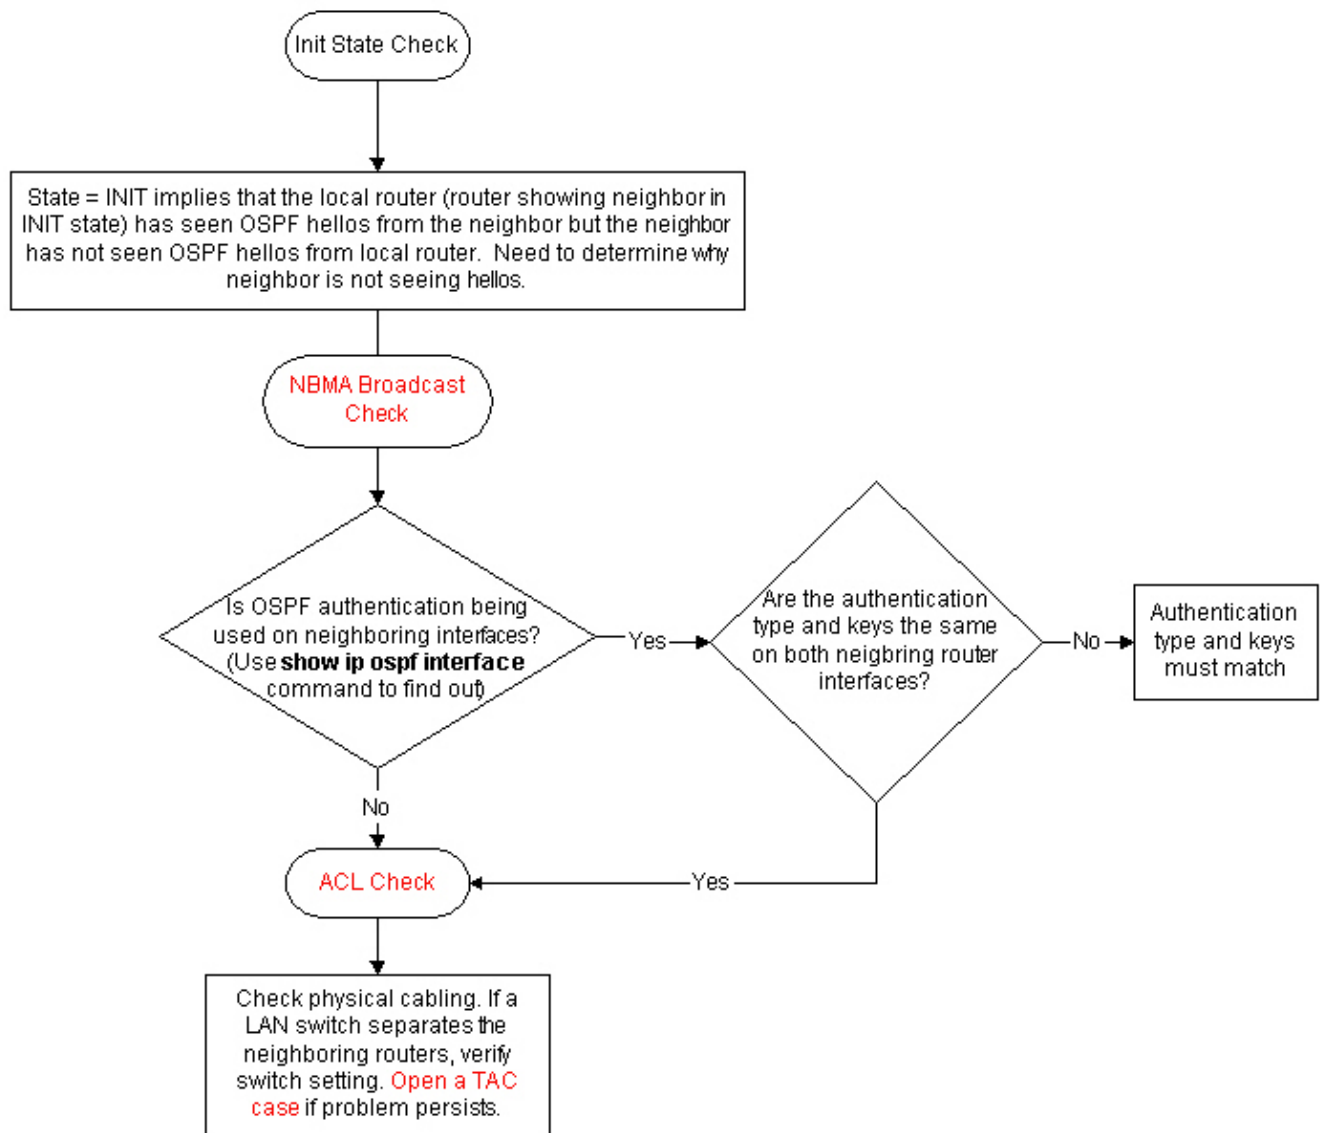 Init State Check
State = INIT implies that the local router (router showing neighbor in
INIT state) has seen OSPF hellos from the neighbor but the neighbor
has not seen OSPF hellos from local router.  Need to determine why
neighbor is not seeing hellos.
NBMA Broadcast
Check
Is OSPF authentication being
used on neighboring interfaces?
(Use show ip ospf interface
command to find out)
Yes
Are the authentication
type and keys the same
on both neigbring router
interfaces?
No
Authentication
type and keys
must match
No
Yes
ACL Check
Check physical cabling. If a
LAN switch separates the
neighboring routers, verify
switch setting. Open a TAC
case if problem persists.